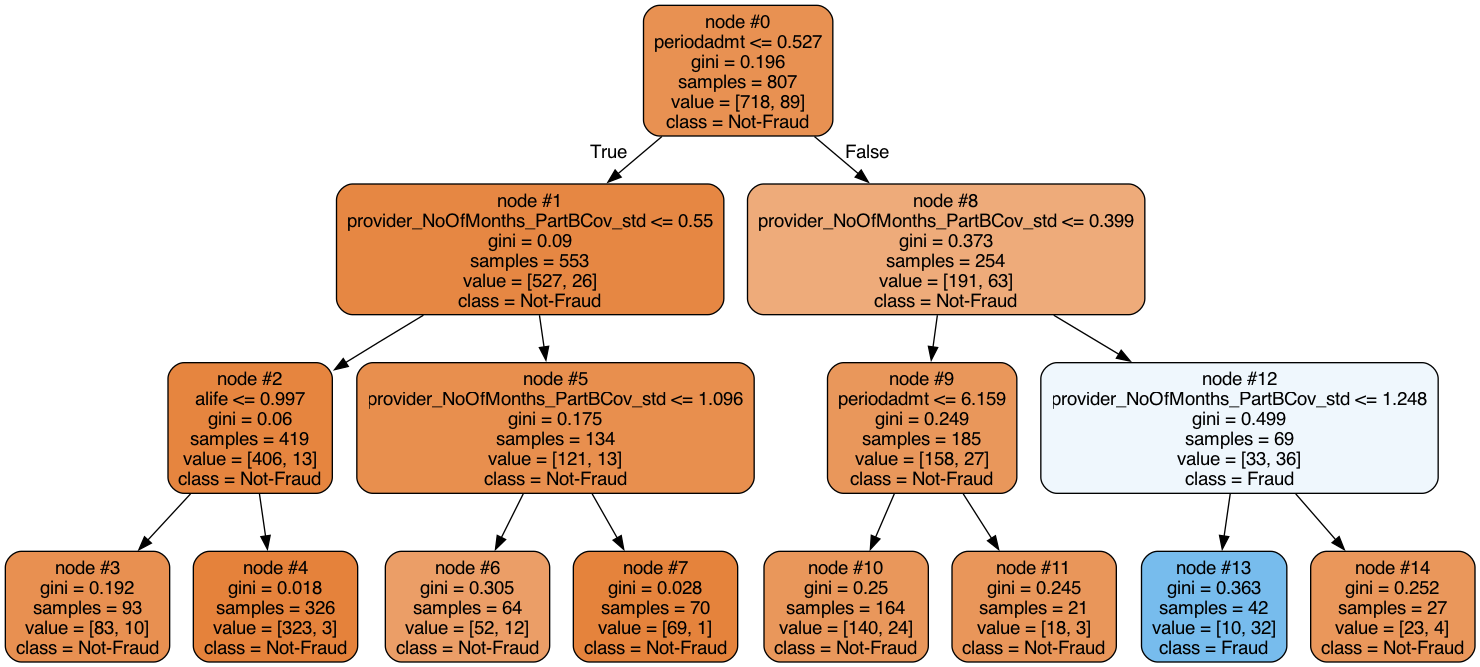 node #0
periodadmt <= 0.527
gini = 0.196
samples = 807
value = [718, 89]
class = Not-Fraud
True
False
node #1
provider_NoOfMonths_PartBCov_std <= 0.55
gini = 0.09
samples = 553
value = [527, 26]
class = Not-Fraud
node #8
provider_NoOfMonths_PartBCov_std <= 0.399
gini = 0.373
samples = 254
value = [191, 63]
class = Not-Fraud
node #2
alife <= 0.997
gini = 0.06
samples = 419
value = [406, 13]
class = Not-Fraud
node #5
provider_NoOfMonths_PartBCov_std <= 1.096
gini = 0.175
samples = 134
value = [121, 13]
class = Not-Fraud
node #9
periodadmt <= 6.159
gini = 0.249
samples = 185
value = [158, 27]
class = Not-Fraud
node #12
provider_NoOfMonths_PartBCov_std <= 1.248
gini = 0.499
samples = 69
value = [33, 36]
class = Fraud
node #3
gini = 0.192
samples = 93
value = [83, 10]
class = Not-Fraud
node #4
gini = 0.018
samples = 326
value = [323, 3]
class = Not-Fraud
node #6
gini = 0.305
samples = 64
value = [52, 12]
class = Not-Fraud
node #7
gini = 0.028
samples = 70
value = [69, 1]
class = Not-Fraud
node #10
gini = 0.25
samples = 164
value = [140, 24]
class = Not-Fraud
node #11
gini = 0.245
samples = 21
value = [18, 3]
class = Not-Fraud
node #13
gini = 0.363
samples = 42
value = [10, 32]
class = Fraud
node #14
gini = 0.252
samples = 27
value = [23, 4]
class = Not-Fraud